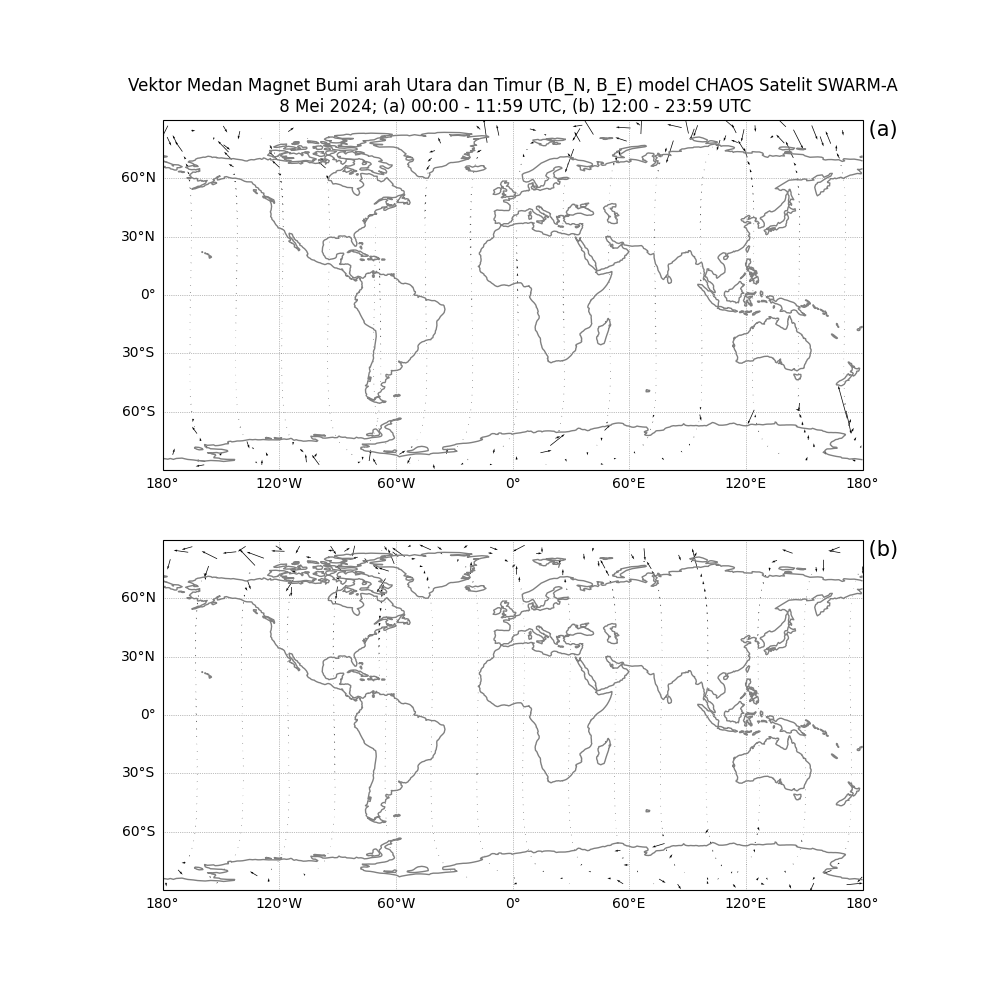 Vektor Medan Magnet Bumi arah Utara dan Timur (B_N, B_E) model CHAOS Satelit SWARM-A
8 Mei 2024; (a) 00:00 - 11:59 UTC, (b) 12:00 - 23:59 UTC
(a)
60°N
30°N
0°
30°S
60°S
180° 120°W 60°W 0° 60°E 120°E 180°
(b)
60°N
30°N
0°
30°S
60°S
180° 120°W 60°W 0° 60°E 120°E 180°